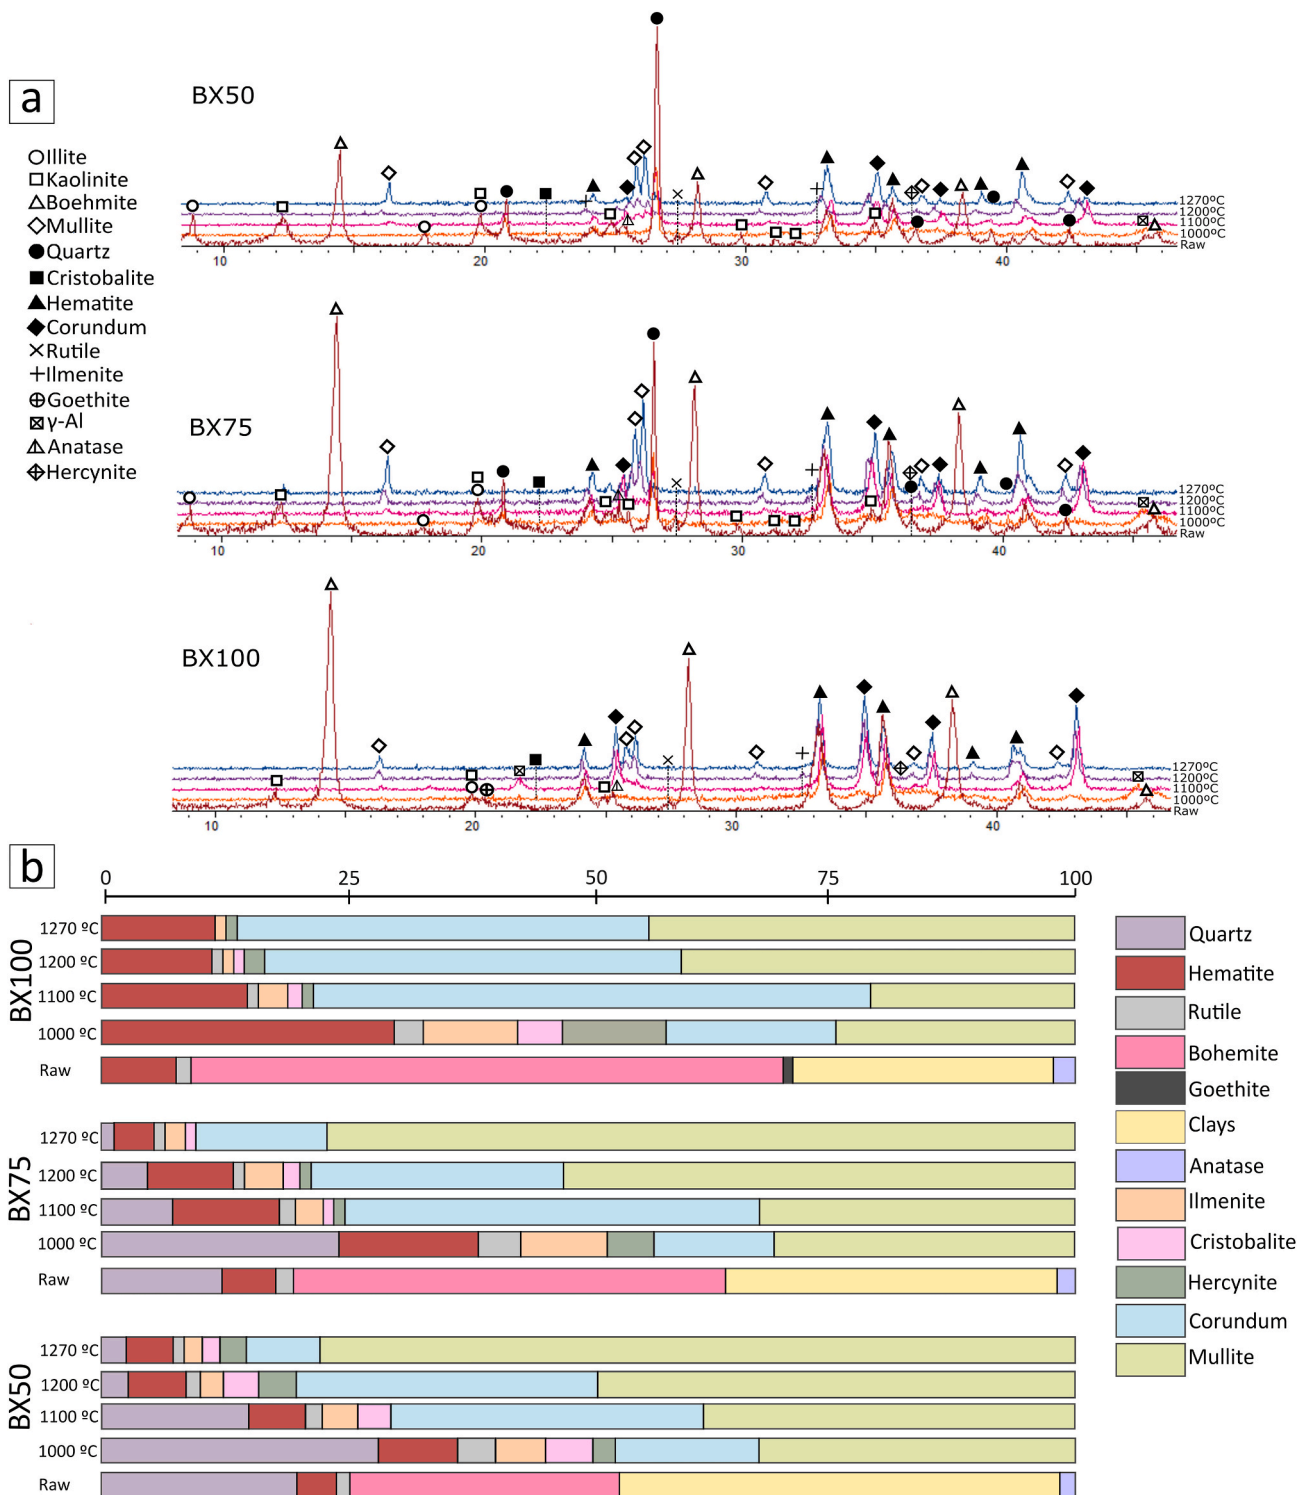 a
BX50
Illite
Kaolinite
Boehmite
Mullite
Quartz
Cristobalite
Hematite
Corundum
Rutile
Ilmenite
Goethite
γ-Al
Anatase
Hercynite
1270ºC
1200ºC
1100ºC
1000ºC
Raw
10 20 30 40
BX75
1270ºC
1200ºC
1100ºC
1000ºC
Raw
10 20 30 40
BX100
1270ºC
1200ºC
1100ºC
1000ºC
Raw
10 20 30 40
b
0 25 50 75 100
BX100
1270 ºC
1200 ºC
1100 ºC
1000 ºC
Raw
BX75
1270 ºC
1200 ºC
1100 ºC
1000 ºC
Raw
BX50
1270 ºC
1200 ºC
1100 ºC
1000 ºC
Raw
Quartz
Hematite
Rutile
Bohemite
Goethite
Clays
Anatase
Ilmenite
Cristobalite
Hercynite
Corundum
Mullite